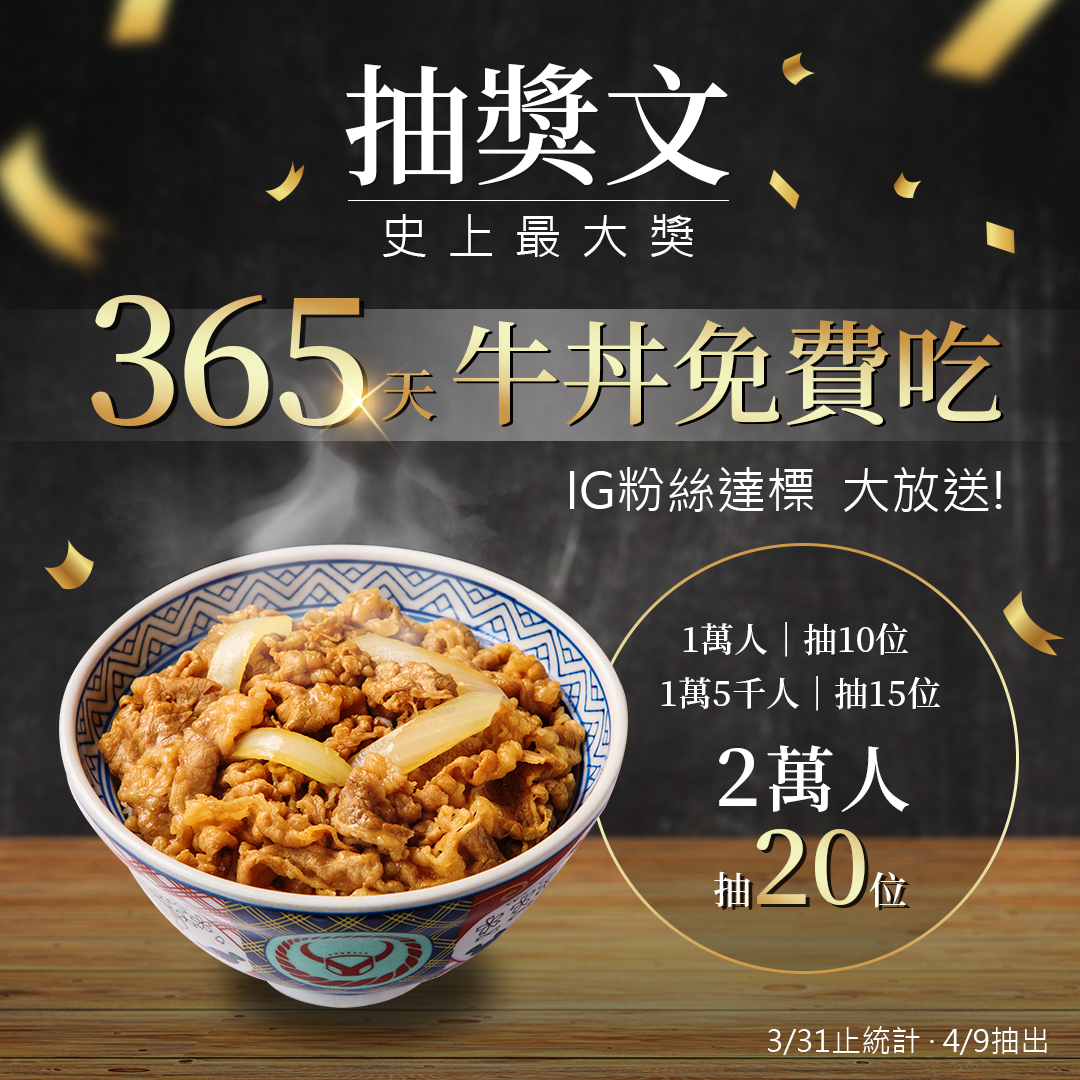 抽獎文
史上最大獎
365天 牛丼免費吃
IG粉絲達標 大放送!
1萬人｜抽10位
1萬5千人｜抽15位
2萬人
抽20位
3/31止統計‧4/9抽出